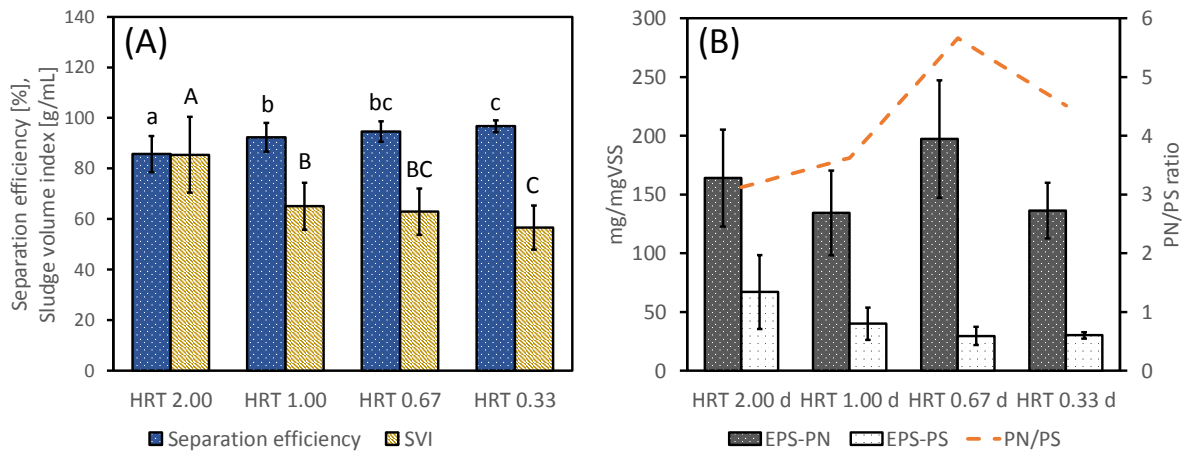 (A)
Separation efficiency [%],
Sludge volume index [g/mL]
140
120
100
80
60
40
20
0
a
A
b
B
bc
BC
c
C
HRT 2.00
HRT 1.00
HRT 0.67
HRT 0.33
Separation efficiency
SVI
(B)
mg/mgVSS
300
250
200
150
100
50
0
PN/PS ratio
6
5
4
3
2
1
0
HRT 2.00 d
HRT 1.00 d
HRT 0.67 d
HRT 0.33 d
EPS-PN
EPS-PS
PN/PS